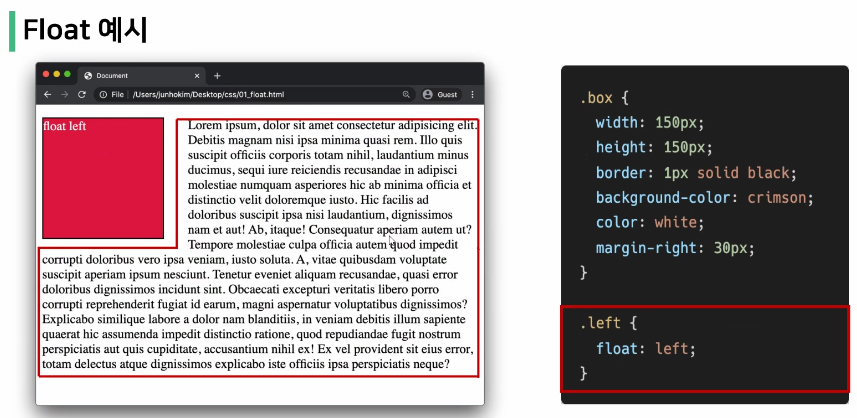 Float 예시
Document
File | /Users/junhokim/Desktop/css/01_float.html
Guest
float left
Lorem ipsum, dolor sit amet consectetur adipisicing elit.
Debitis magnam nisi ipsa minima quasi rem. Illo quis
suscipit officiis corporis totam nihil, laudantium minus
ducimus, sequi iure reiciendis recusandae in adipisci
molestiae numquam asperiores hic ab minima officia et
distinctio velit doloremque iusto. Hic facilis ad
doloribus suscipit ipsa nisi laudantium, dignissimos
nam et aut! Ab, itaque! Consequatur aperiam autem ut?
Tempore molestiae culpa officia autem quod impedit
corrupti doloribus vero ipsa veniam, iusto soluta. A, vitae quibusdam voluptate
suscipit aperiam ipsum nesciunt. Tenetur eveniet aliquam recusandae, quasi error
doloribus dignissimos incidunt sint. Obcaecati excepturi veritatis libero porro
corrupti reprehenderit fugiat id earum, magni aspernatur voluptatibus dignissimos?
Explicabo similique labore a dolor nam blanditiis, in veniam debitis illum sapiente
quaerat hic assumenda impedit distinctio ratione, quod repudiandae fugit nostrum
perspiciatis aut quis cupiditate, accusantium nihil ex! Ex vel provident sit eius error,
totam delectus atque dignissimos explicabo iste officiis ipsa perspiciatis neque?
.box {
width: 150px;
height: 150px;
border: 1px solid black;
background-color: crimson;
color: white;
margin-right: 30px;
}
.left {
float: left;
}